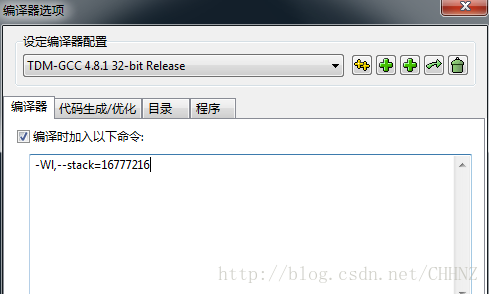 编译器选项
设定编译器配置
TDM-GCC 4.8.1 32-bit Release
编译器 代码生成/优化 目录 程序
编译时加入以下命令:
-Wl,--stack=16777216
http://blog.csdn.net/CHHNZ